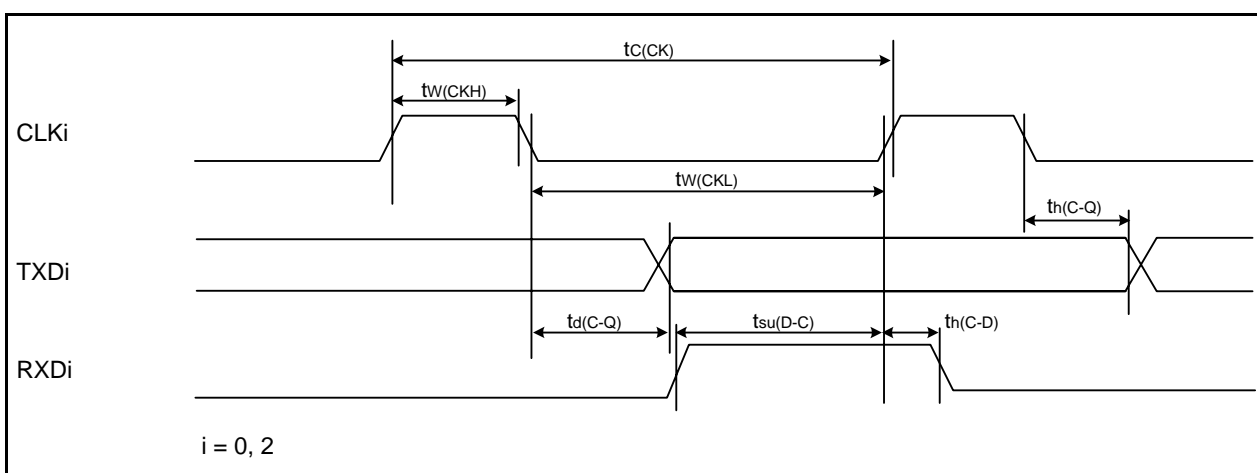 tC(CK)
tW(CKH)
CLKi
tW(CKL)
th(C-Q)
TXDi
td(C-Q)
tsu(D-C)
th(C-D)
RXDi
i = 0, 2